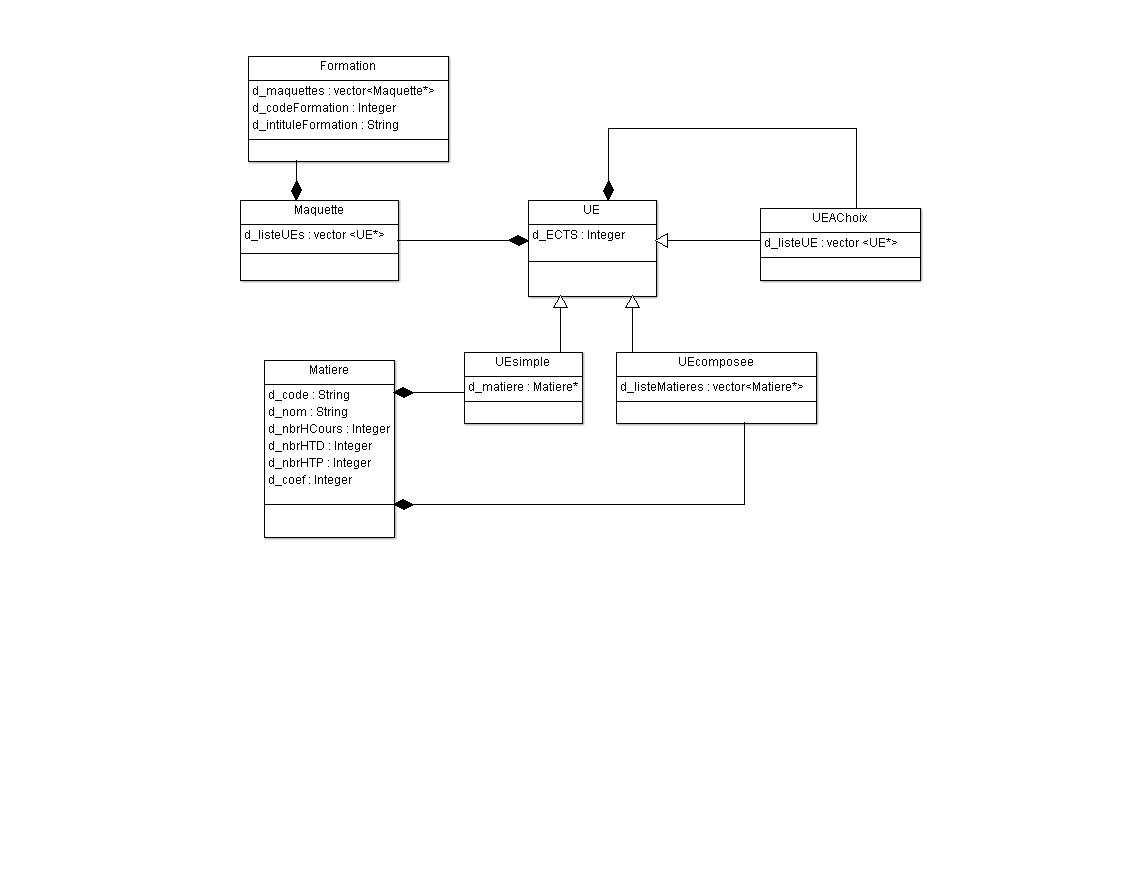 Formation
d_maquettes : vector<Maquette*>
d_codeFormation : Integer
d_intituleFormation : String
Maquette
d_listeUEs : vector <UE*>
UE
d_ECTS : Integer
UEAChoix
d_listeUE : vector <UE*>
Matiere
d_code : String
d_nom : String
d_nbrHCours : Integer
d_nbrHTD : Integer
d_nbrHTP : Integer
d_coef : Integer
UEsimple
d_matiere : Matiere*
UEcomposee
d_listeMatieres : vector<Matiere*>